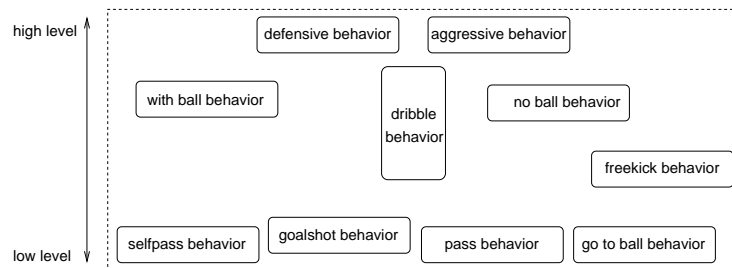 high level
defensive behavior
aggressive behavior
with ball behavior
dribble
behavior
no ball behavior
freekick behavior
selfpass behavior
goalshot behavior
pass behavior
go to ball behavior
low level